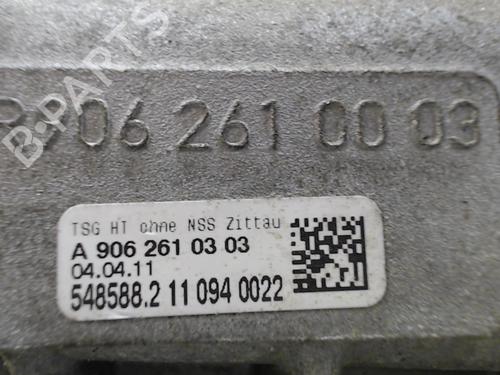 B-PARTS
R 906 261 00 03
TSG HT ohne NSS Zittau
A 906 261 03 03
04.04.11
548588.2 11 094 0022